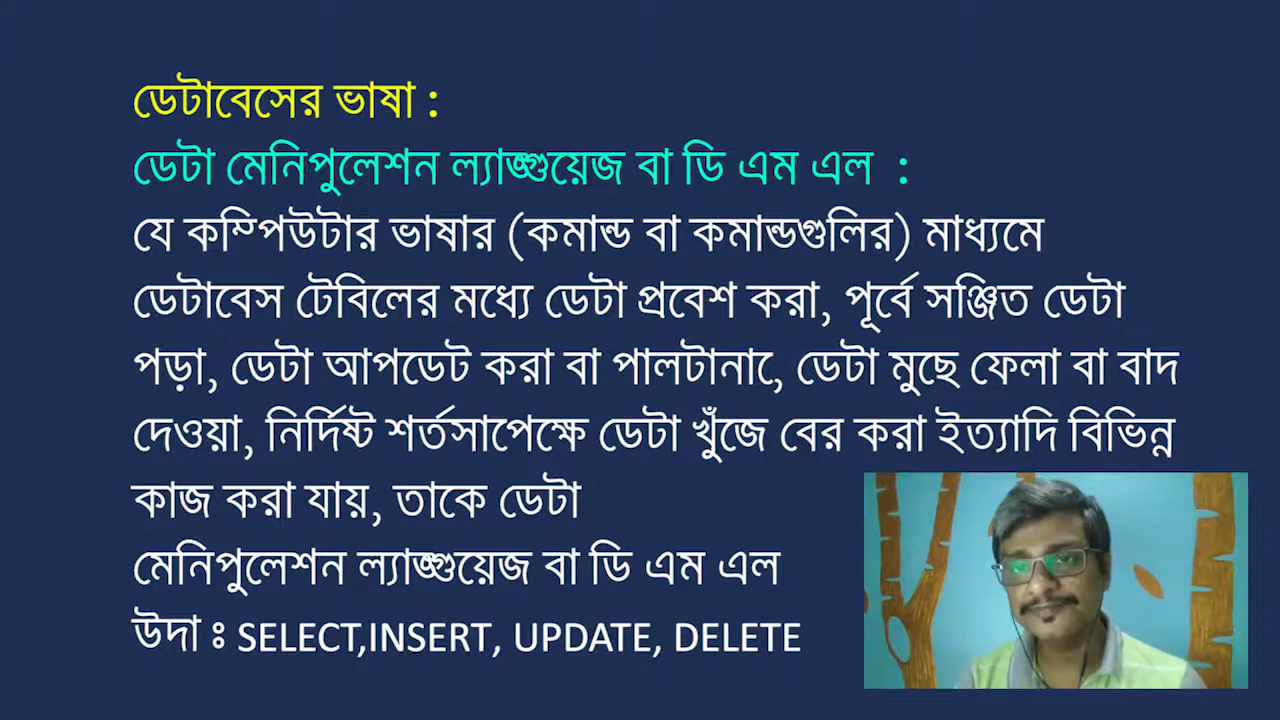 ডেটাবেসের ভাষা :
ডেটা মেনিপুলেশন ল্যাঙ্গুয়েজ বা ডি এম এল :
যে কম্পিউটার ভাষার (কমান্ড বা কমান্ডগুলির) মাধ্যমে
ডেটাবেস টেবিলের মধ্যে ডেটা প্রবেশ করা, পূর্বে সঞ্জিত ডেটা
পড়া, ডেটা আপডেট করা বা পালটানাে, ডেটা মুছে ফেলা বা বাদ
দেওয়া, নির্দিষ্ট শর্তসাপেক্ষে ডেটা খুঁজে বের করা ইত্যাদি বিভিন্ন
কাজ করা যায়, তাকে ডেটা
মেনিপুলেশন ল্যাঙ্গুয়েজ বা ডি এম এল
উদা ঃ SELECT,INSERT, UPDATE, DELETE